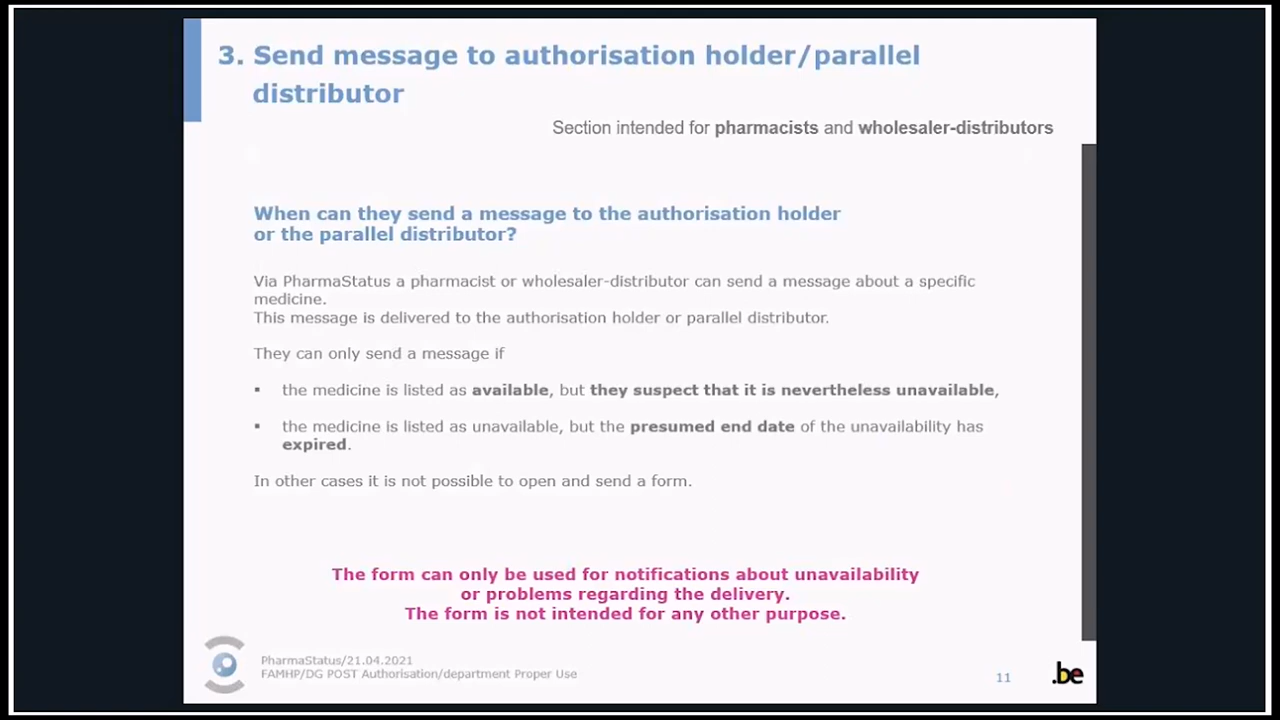 3. Send message to authorisation holder/parallel
distributor
Section intended for pharmacists and wholesaler-distributors
When can they send a message to the authorisation holder
or the parallel distributor?
Via PharmaStatus a pharmacist or wholesaler-distributor can send a message about a specific
medicine.
This message is delivered to the authorisation holder or parallel distributor.
They can only send a message if
▪ the medicine is listed as available, but they suspect that it is nevertheless unavailable,
▪ the medicine is listed as unavailable, but the presumed end date of the unavailability has
expired.
In other cases it is not possible to open and send a form.
The form can only be used for notifications about unavailability
or problems regarding the delivery.
The form is not intended for any other purpose.
PharmaStatus/21.04.2021
FAMHP/DG POST Authorisation/department Proper Use
11
.be